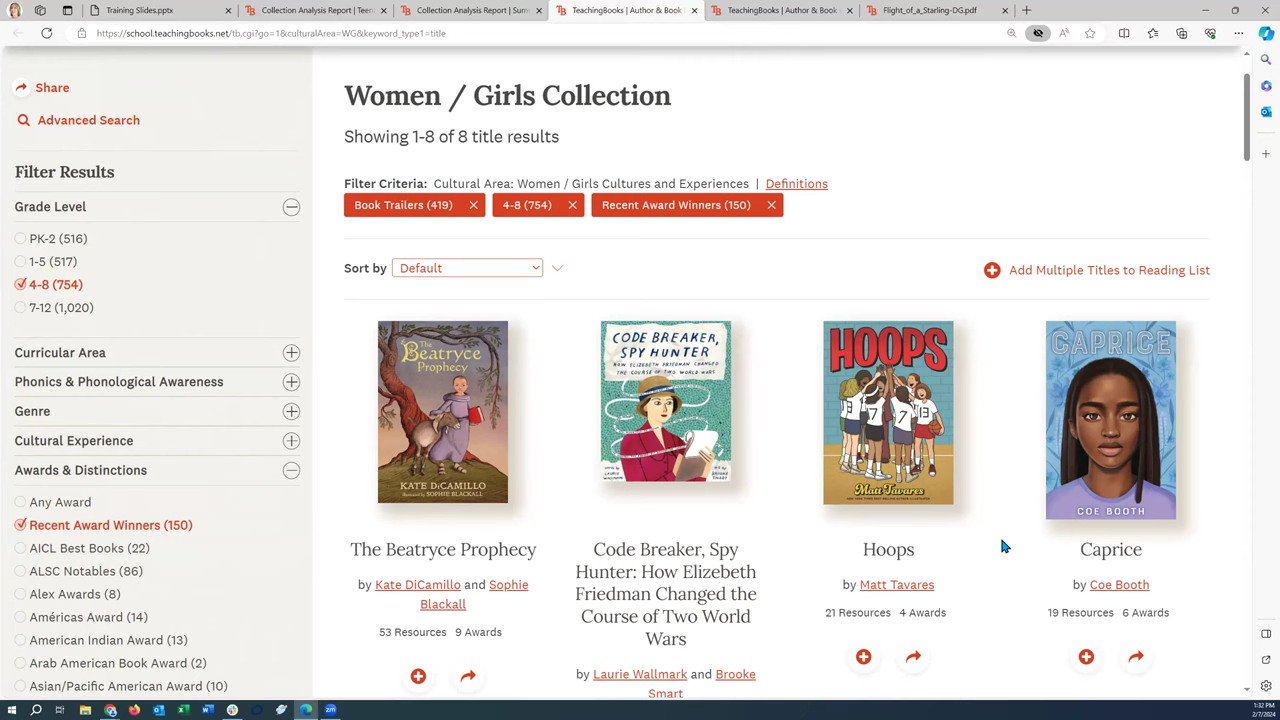 Training Slides.pptx
Collection Analysis Report | Teen
Collection Analysis Report | Sum
TeachingBooks | Author & Book
TeachingBooks | Author & Book
Flight_of_a_Starling-DG.pdf
https://school.teachingbooks.net/tb.cgi?go=1&culturalArea=WG&keyword_type1=title
Share
Advanced Search
Filter Results
Grade Level
PK-2 (516)
1-5 (517)
4-8 (754)
7-12 (1,020)
Curricular Area
Phonics & Phonological Awareness
Genre
Cultural Experience
Awards & Distinctions
Any Award
Recent Award Winners (150)
AICL Best Books (22)
ALSC Notables (86)
Alex Awards (8)
Américas Award (14)
American Indian Award (13)
Arab American Book Award (2)
Asian/Pacific American Award (10)
Women / Girls Collection
Showing 1-8 of 8 title results
Filter Criteria: Cultural Area: Women / Girls Cultures and Experiences | Definitions
Book Trailers (419) ×
4-8 (754) ×
Recent Award Winners (150) ×
Sort by Default
Add Multiple Titles to Reading List
The Beatryce Prophecy
KATE DiCAMILLO
SOPHIE BLACKALL
CODE BREAKER,
SPY HUNTER
HOW ELIZEBETH FRIEDMAN CHANGED
THE COURSE OF TWO WORLD WARS
HOOPS
Matt Tavares
CAPRICE
COE BOOTH
The Beatryce Prophecy
by Kate DiCamillo and Sophie
Blackall
53 Resources 9 Awards
Code Breaker, Spy
Hunter: How Elizebeth
Friedman Changed the
Course of Two World
Wars
by Laurie Wallmark and Brooke
Smart
Hoops
by Matt Tavares
21 Resources 4 Awards
Caprice
by Coe Booth
19 Resources 6 Awards
1:32 PM
2/7/2024